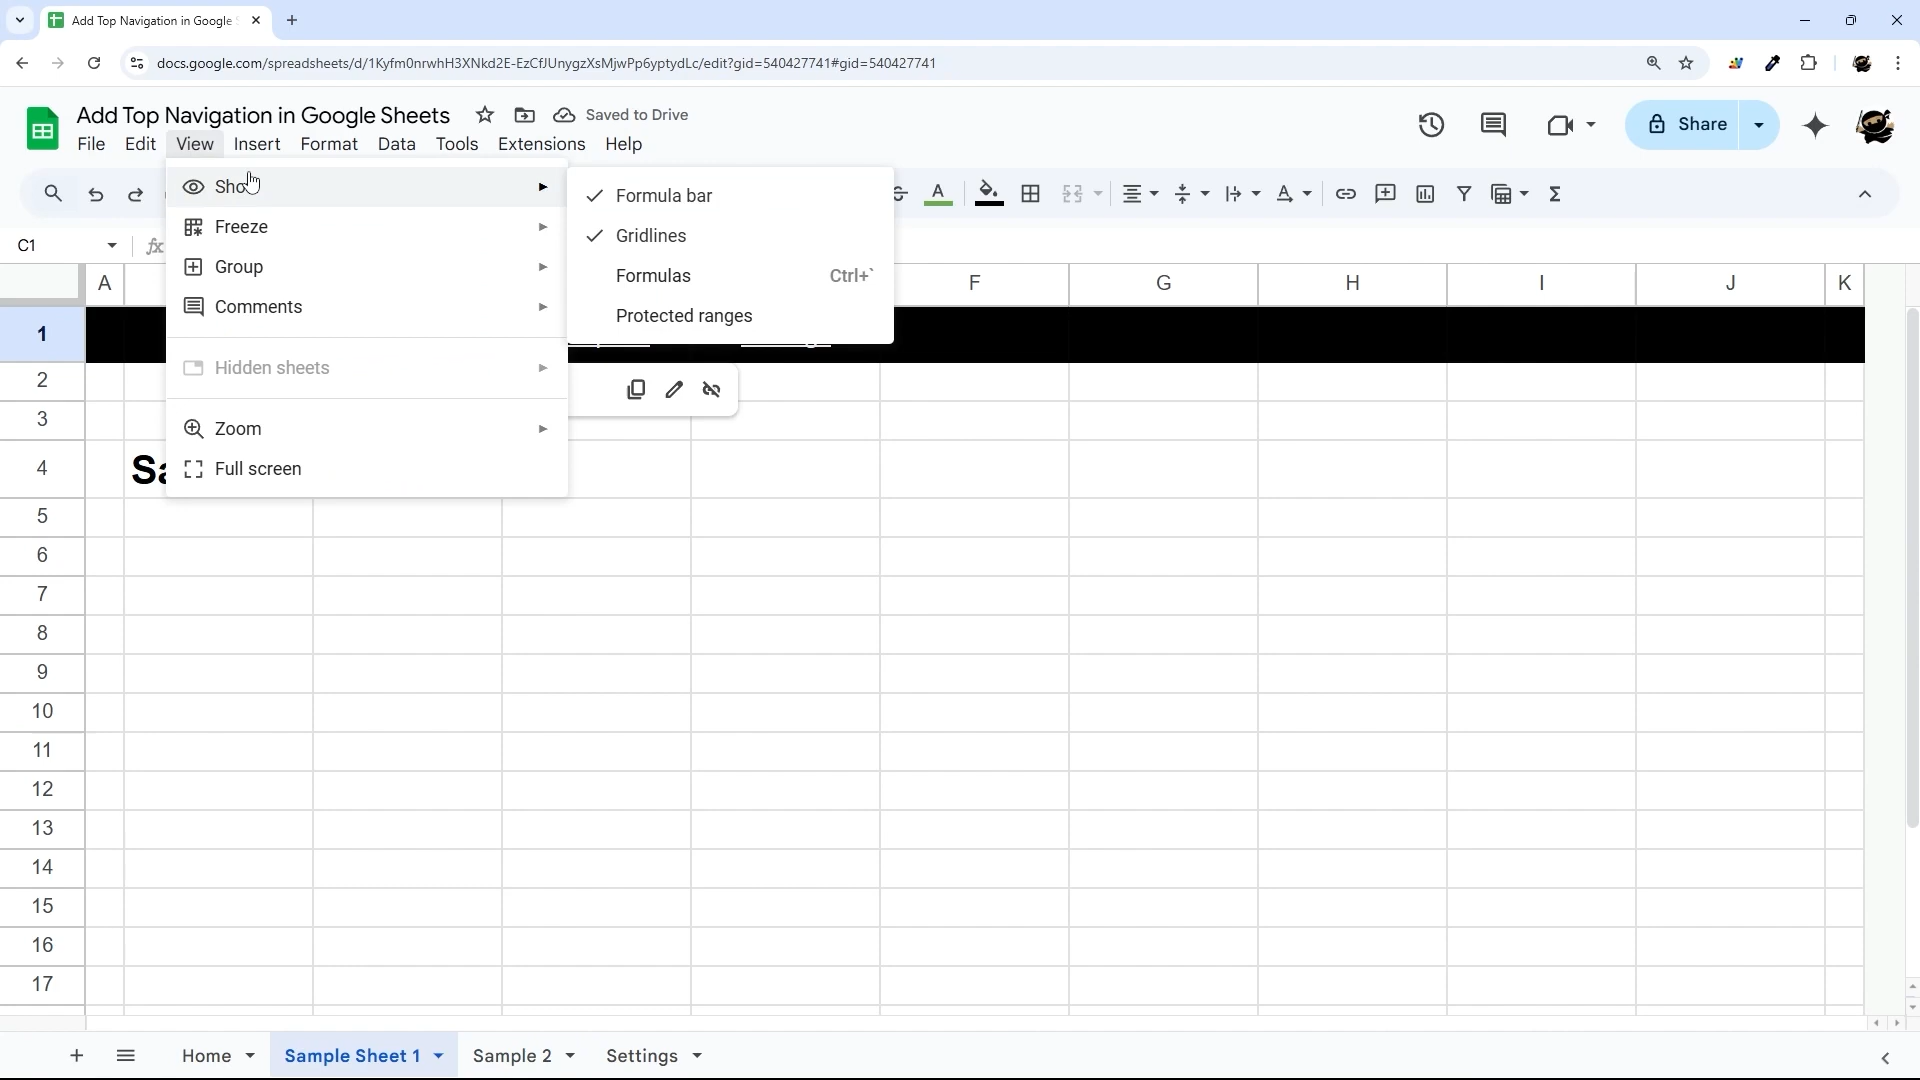 Add Top Navigation in Google S
docs.google.com/spreadsheets/d/1Kyfm0nrwhH3XNkd2E-EzCfJUnygzXsMjwPp6yptydLc/edit?gid=540427741#gid=540427741
Add Top Navigation in Google Sheets
Saved to Drive
File Edit View Insert Format Data Tools Extensions Help
Share
Show
Formula bar
Freeze
Gridlines
Group
Formulas Ctrl+`
Comments
Protected ranges
Hidden sheets
Zoom
Full screen
C1
fx
A F G H I J K
1
2
3
4 Sa
5
6
7
8
9
10
11
12
13
14
15
16
17
Home Sample Sheet 1 Sample 2 Settings